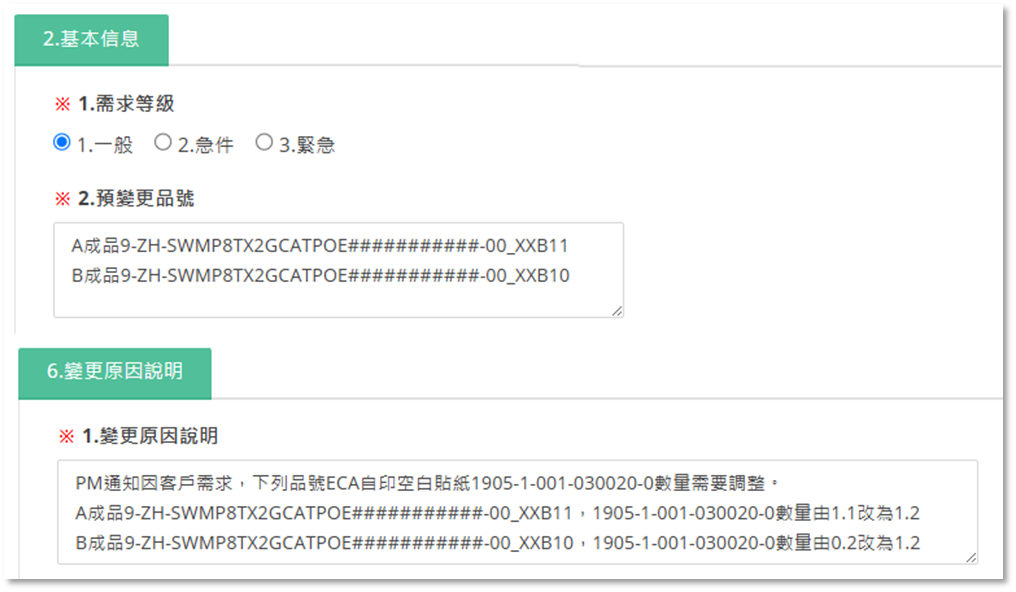 2.基本信息
※ 1.需求等級
1.一般 2.急件 3.緊急
※ 2.預變更品號
A成品9-ZH-SWMP8TX2GCATPOE###########-00_XXB11
B成品9-ZH-SWMP8TX2GCATPOE###########-00_XXB10
6.變更原因說明
※ 1.變更原因說明
PM通知因客戶需求，下列品號ECA自印空白貼紙1905-1-001-030020-0數量需要調整。
A成品9-ZH-SWMP8TX2GCATPOE###########-00_XXB11，1905-1-001-030020-0數量由1.1改為1.2
B成品9-ZH-SWMP8TX2GCATPOE###########-00_XXB10，1905-1-001-030020-0數量由0.2改為1.2